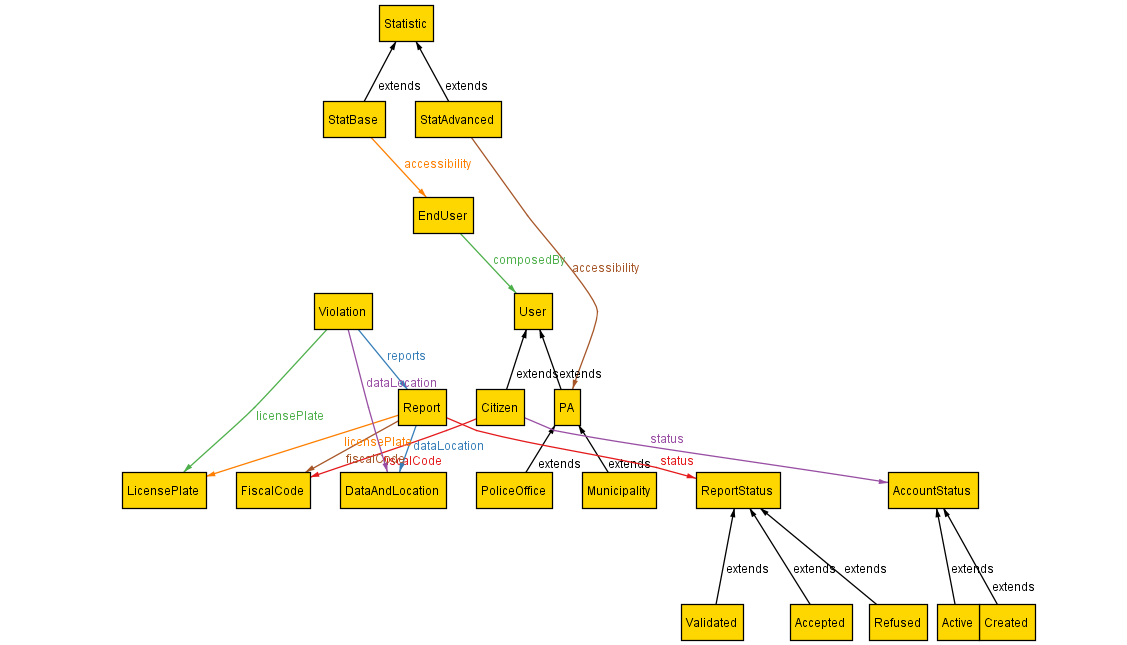 Statistic
extends
extends
StatBase
StatAdvanced
accessibility
EndUser
composedBy
accessibility
Violation
User
reports
extends
extends
dataLocation
Report
Citizen
PA
licensePlate
status
licensePlate
dataLocation
fiscalCode
fiscalCode
status
extends
extends
LicensePlate
FiscalCode
DataAndLocation
PoliceOffice
Municipality
ReportStatus
AccountStatus
extends
extends
extends
extends
extends
Validated
Accepted
Refused
Active
Created